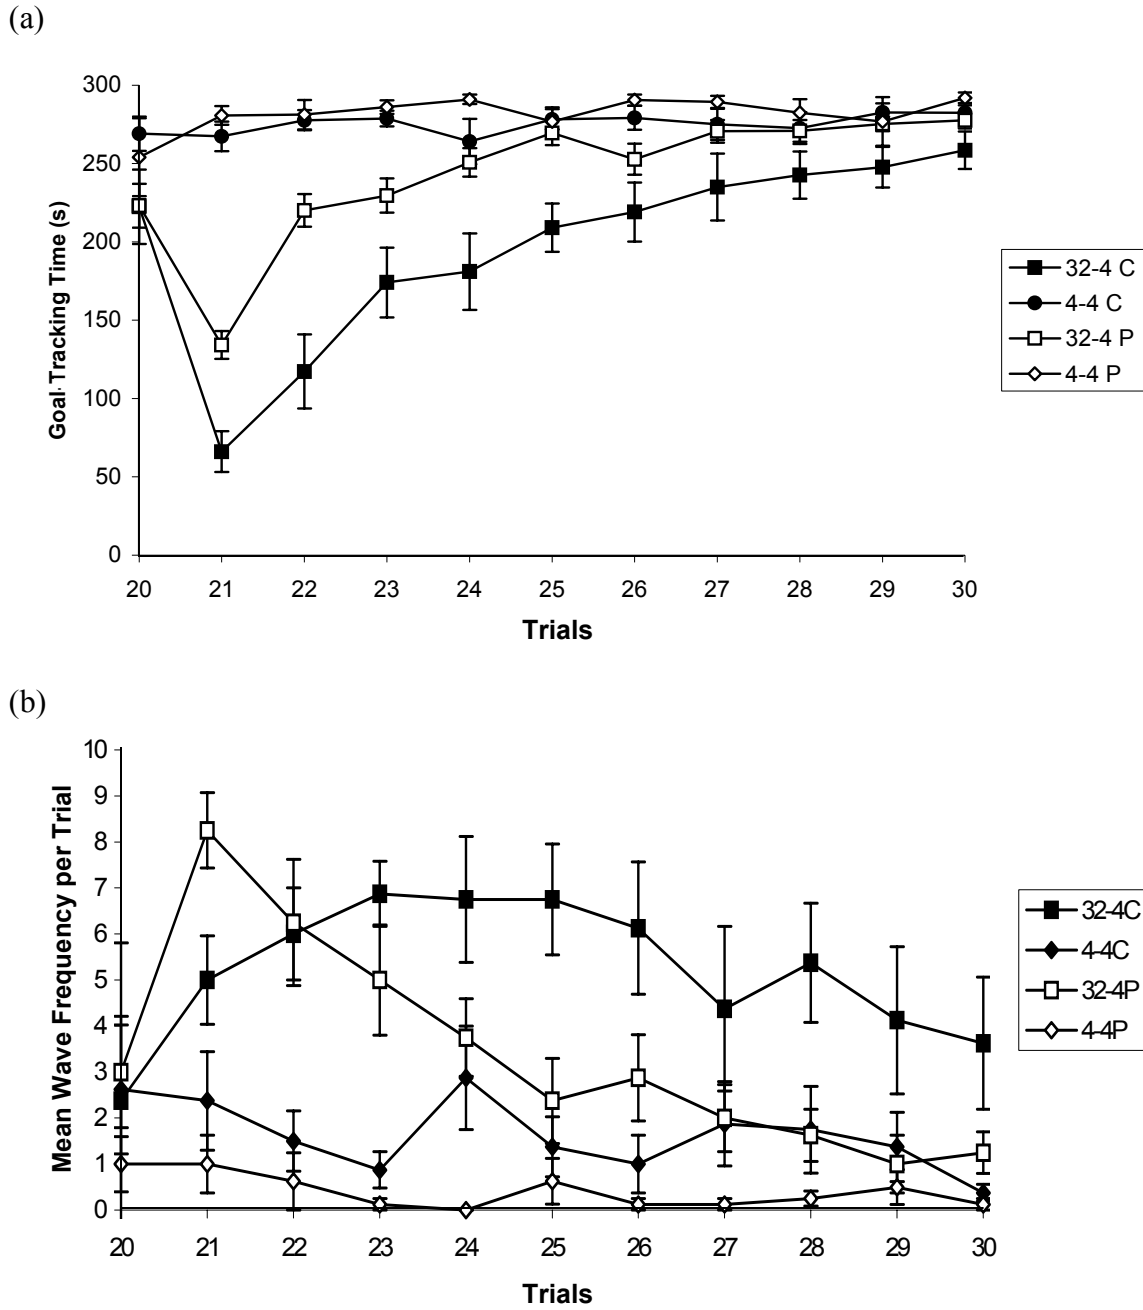 (a)
300
250
200
150
100
50
0
Goal-Tracking Time (s)
20 21 22 23 24 25 26 27 28 29 30
Trials
32-4 C
4-4 C
32-4 P
4-4 P
(b)
10
9
8
7
6
5
4
3
2
1
0
Mean Wave Frequency per Trial
20 21 22 23 24 25 26 27 28 29 30
Trials
32-4C
4-4C
32-4P
4-4P